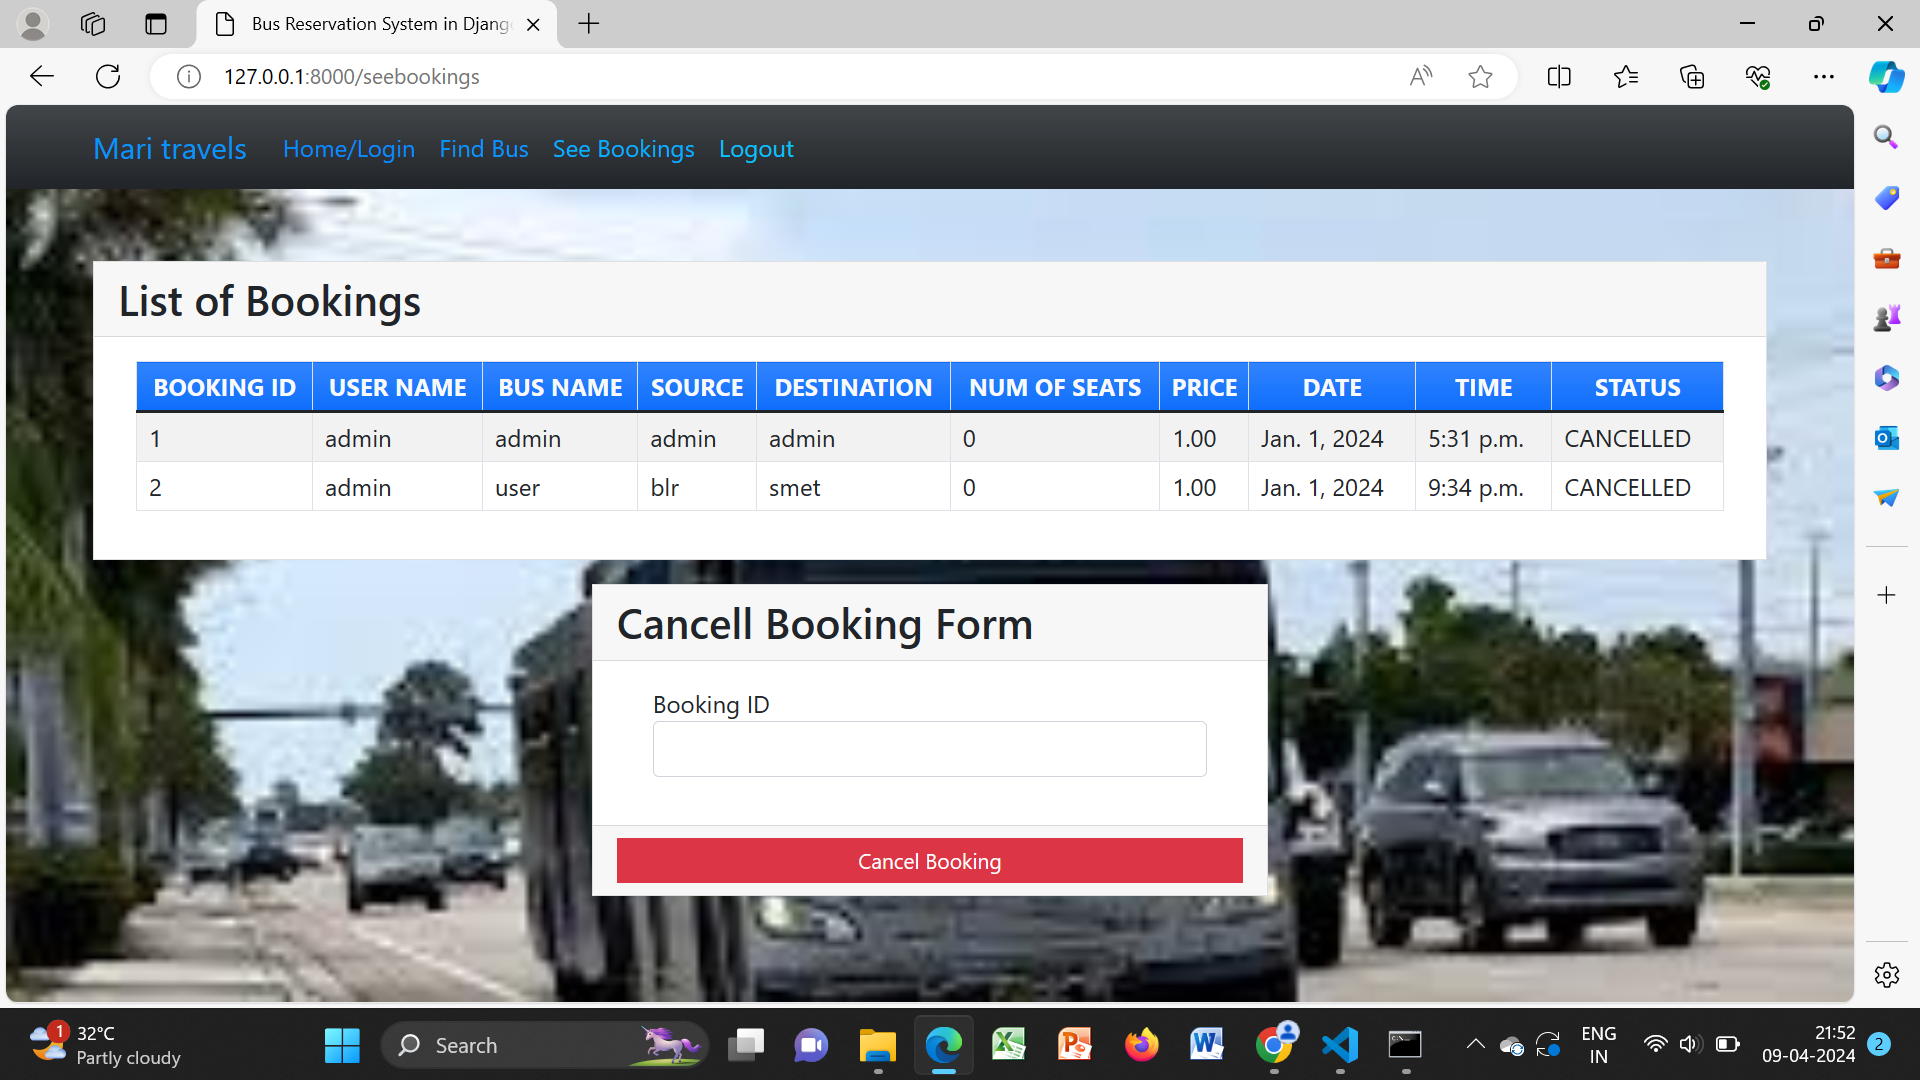 Bus Reservation System in Djang
127.0.0.1:8000/seebookings
Mari travels Home/Login Find Bus See Bookings Logout
List of Bookings
BOOKING ID USER NAME BUS NAME SOURCE DESTINATION NUM OF SEATS PRICE DATE TIME STATUS
1 admin admin admin admin 0 1.00 Jan. 1, 2024 5:31 p.m. CANCELLED
2 admin user blr smet 0 1.00 Jan. 1, 2024 9:34 p.m. CANCELLED
Cancell Booking Form
Booking ID
Cancel Booking
1 32°C
Partly cloudy
Search
ENG
IN
21:52
09-04-2024
2